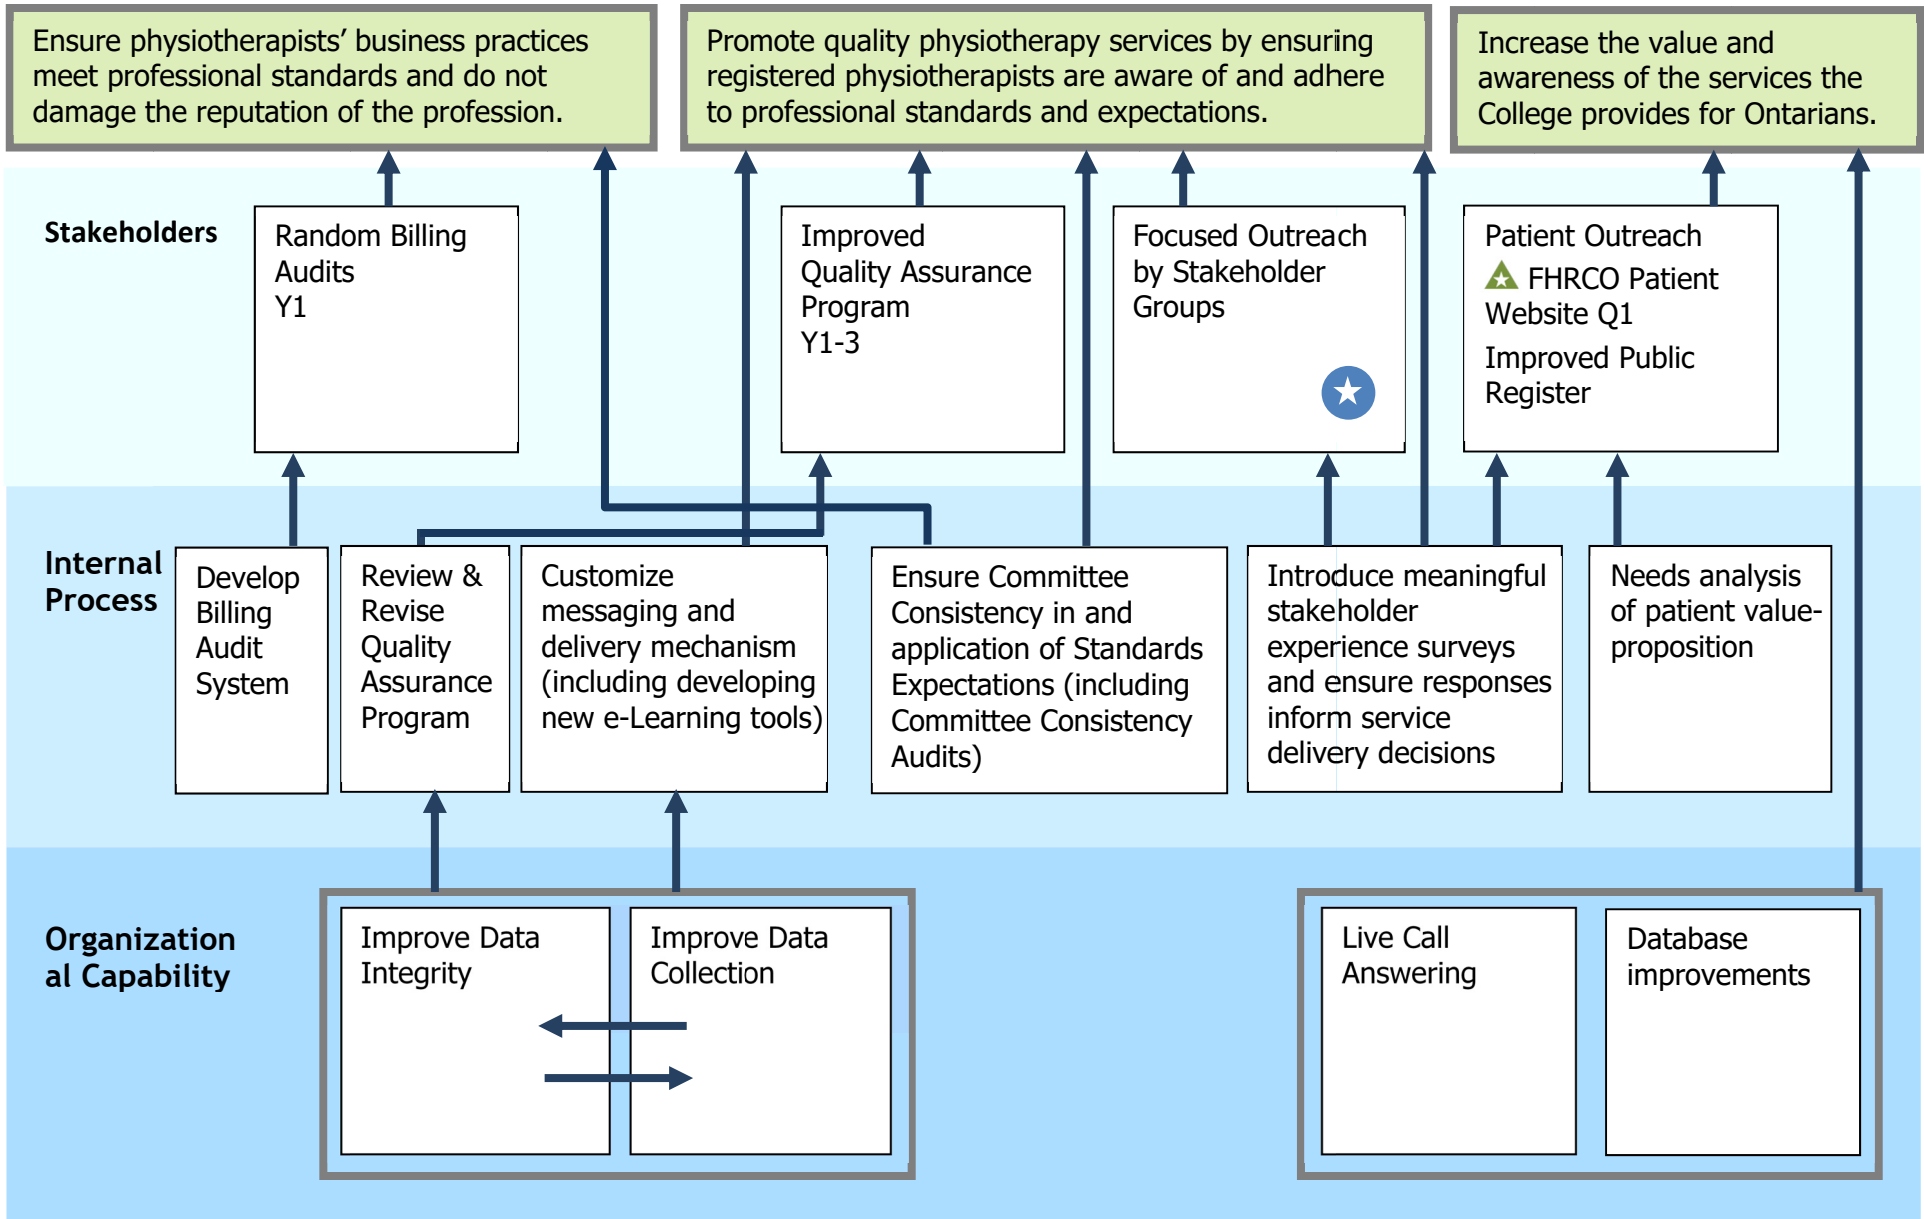 Ensure physiotherapists’ business practices
meet professional standards and do not
damage the reputation of the profession.
Promote quality physiotherapy services by ensuring
registered physiotherapists are aware of and adhere
to professional standards and expectations.
Increase the value and
awareness of the services the
College provides for Ontarians.
Stakeholders
Random Billing
Audits
Y1
Improved
Quality Assurance
Program
Y1-3
Focused Outreach
by Stakeholder
Groups
Patient Outreach
FHRCO Patient
Website Q1
Improved Public
Register
Internal
Process
Develop
Billing
Audit
System
Review &
Revise
Quality
Assurance
Program
Customize
messaging and
delivery mechanism
(including developing
new e-Learning tools)
Ensure Committee
Consistency in and
application of Standards
Expectations (including
Committee Consistency
Audits)
Introduce meaningful
stakeholder
experience surveys
and ensure responses
inform service
delivery decisions
Needs analysis
of patient value-
proposition
Organization
al Capability
Improve Data
Integrity
Improve Data
Collection
Live Call
Answering
Database
improvements